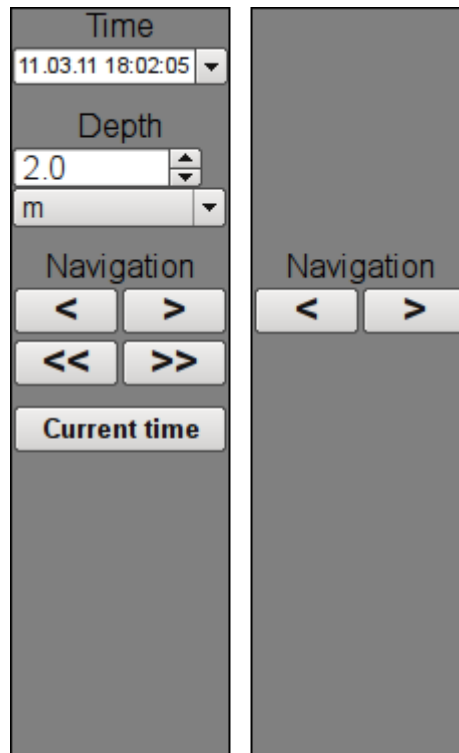 Time
11.03.11 18:02:05
Depth
2.0
m
Navigation
< >
<< >>
Current time
Navigation
< >